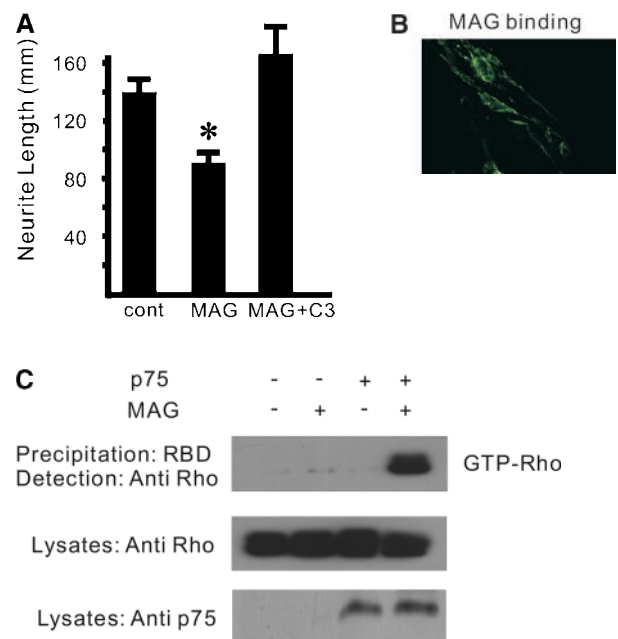 A
Neurite Length (mm)
160
120
80
40
*
cont MAG MAG+C3
B
MAG binding
C
p75 - - + +
MAG - + - +
Precipitation: RBD
Detection: Anti Rho
GTP-Rho
Lysates: Anti Rho
Lysates: Anti p75